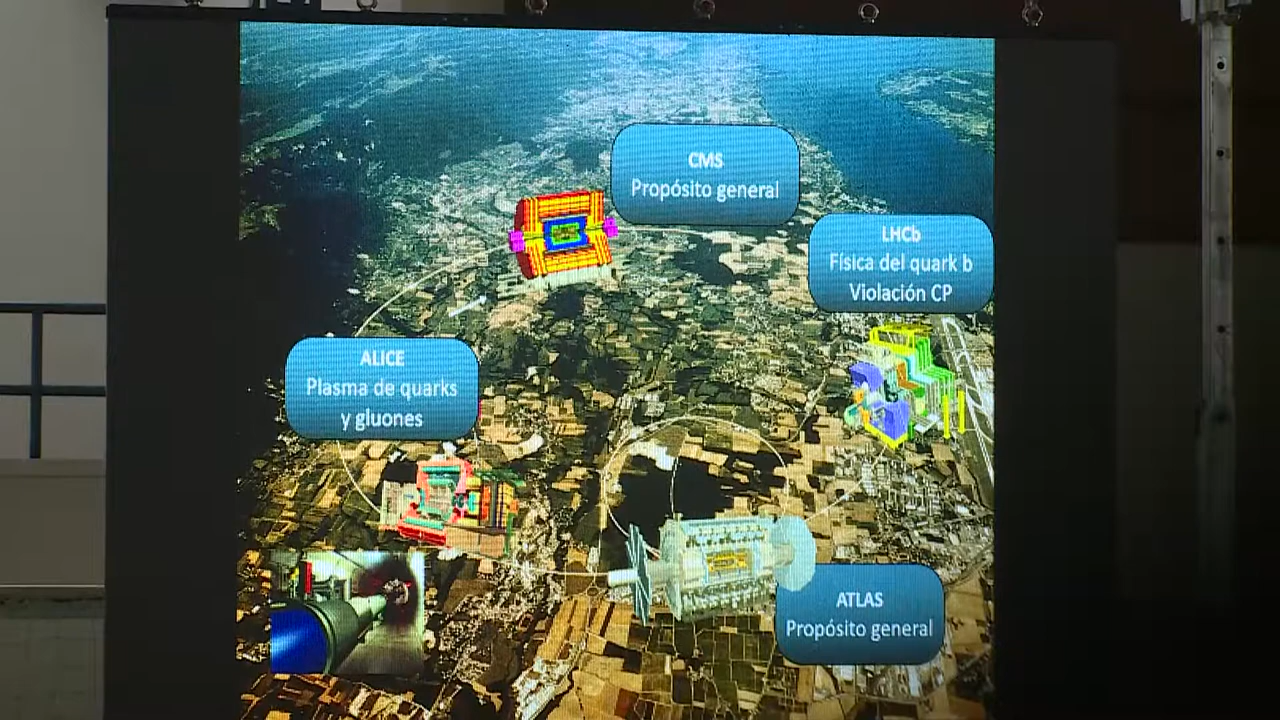 CMS
Propósito general
LHCb
Física del quark b
Violación CP
ALICE
Plasma de quarks
y gluones
ATLAS
Propósito general